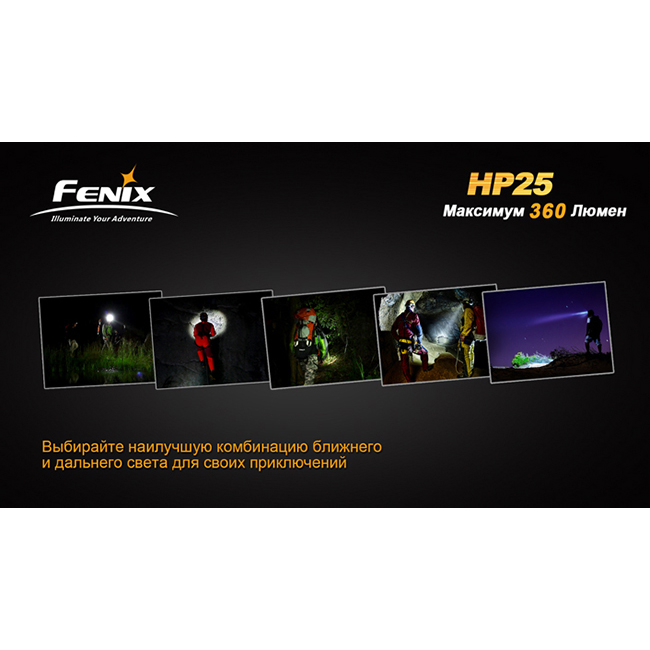 FENIX
Illuminate Your Adventure
HP25
Максимум 360 Люмен
Выбирайте наилучшую комбинацию ближнего
и дальнего света для своих приключений